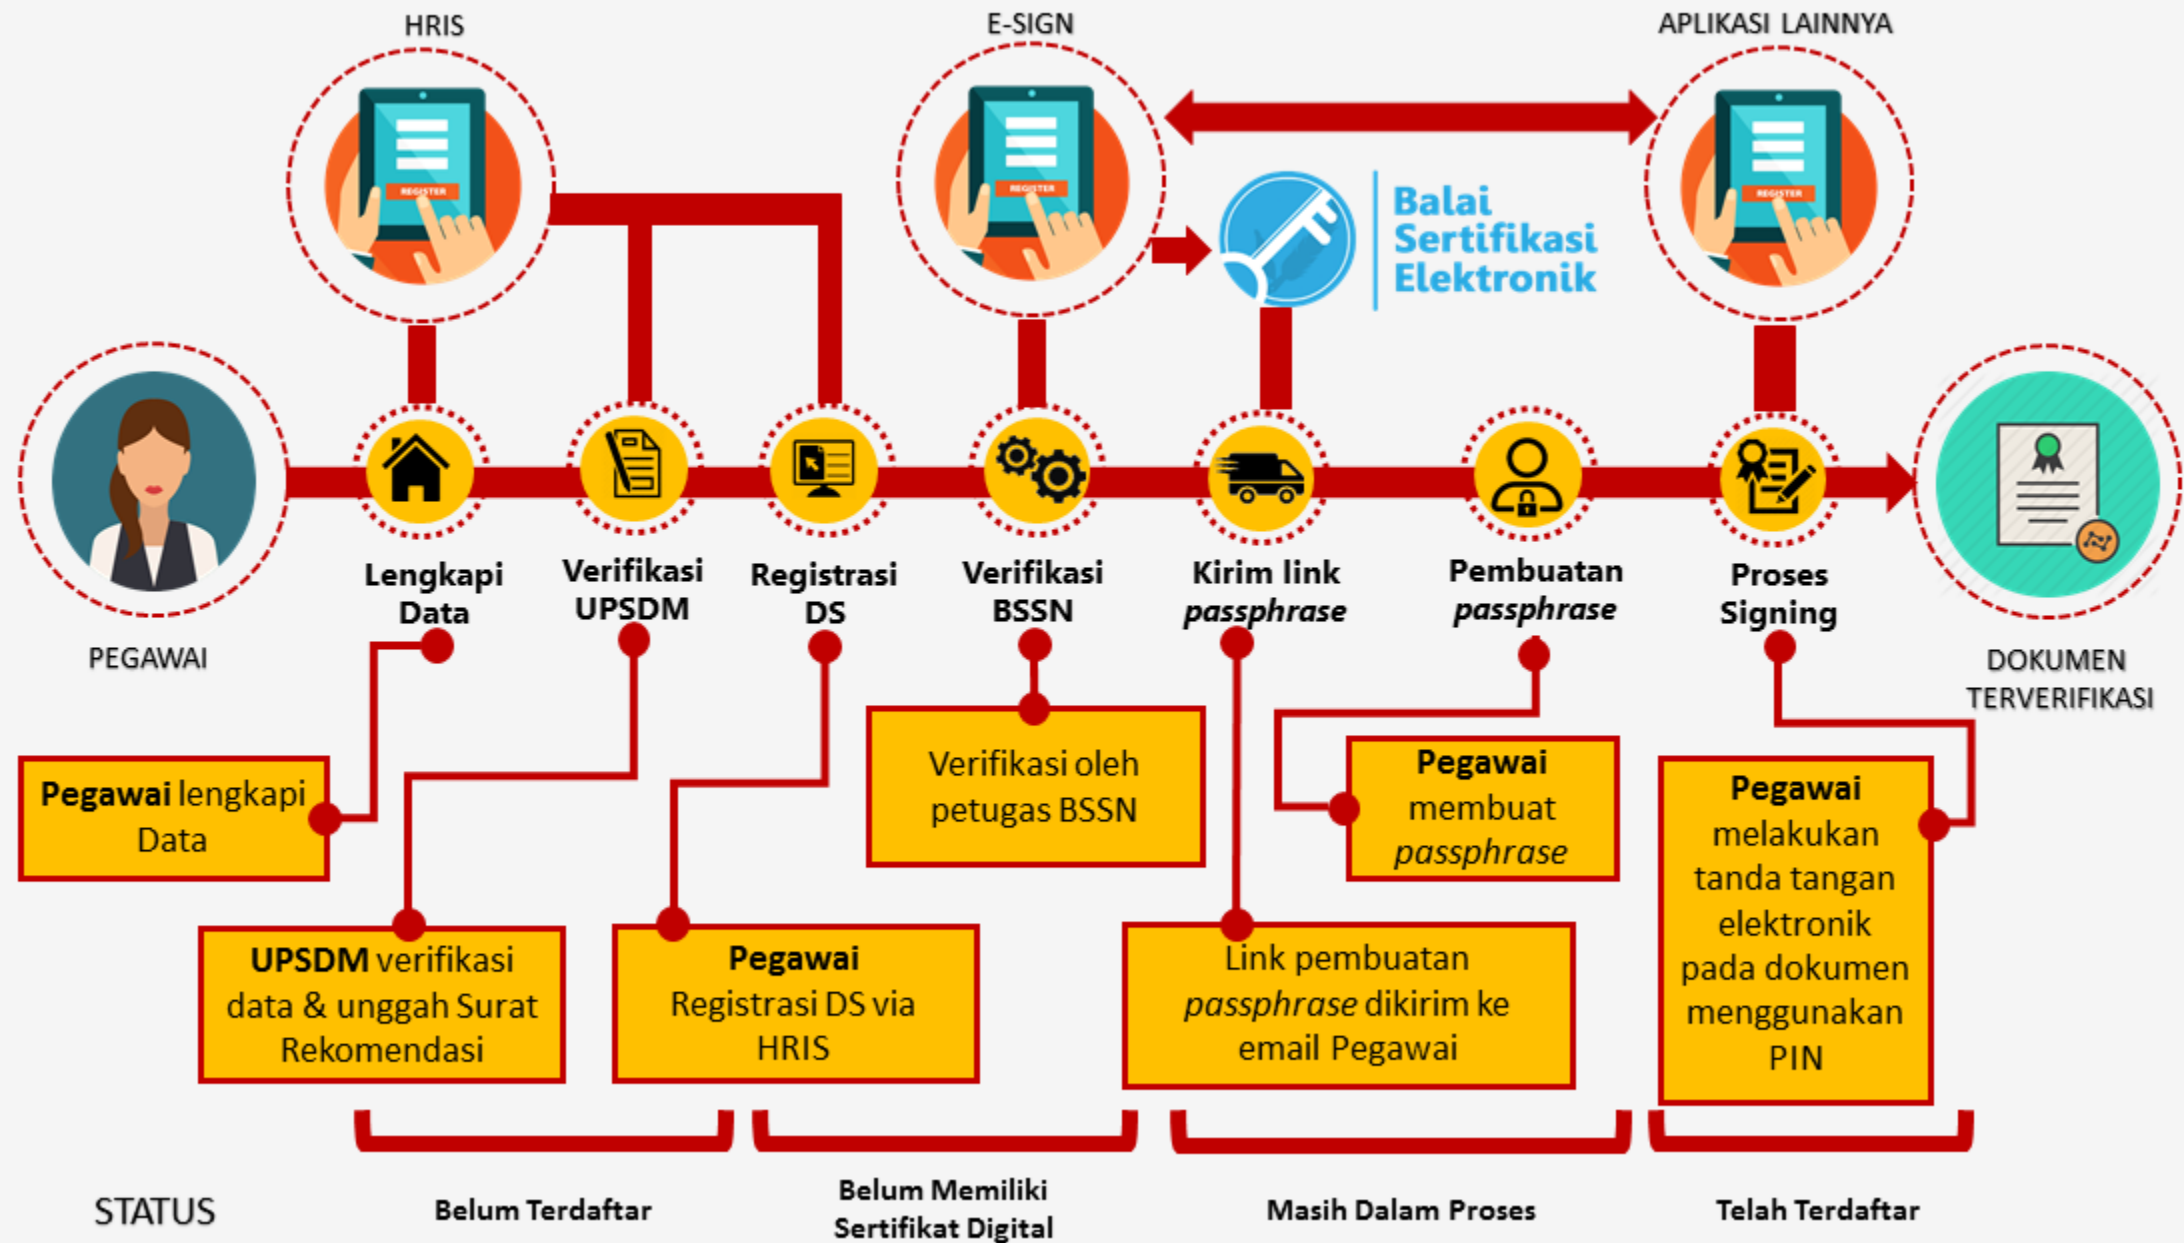 HRIS
E-SIGN
APLIKASI LAINNYA
REGISTER
REGISTER
REGISTER
Balai
Sertifikasi
Elektronik
PEGAWAI
Lengkapi
Data
Verifikasi
UPSDM
Registrasi
DS
Verifikasi
BSSN
Kirim link
passphrase
Pembuatan
passphrase
Proses
Signing
DOKUMEN
TERVERIFIKASI
Pegawai lengkapi
Data
UPSDM verifikasi
data & unggah Surat
Rekomendasi
Pegawai
Registrasi DS via
HRIS
Verifikasi oleh
petugas BSSN
Link pembuatan
passphrase dikirim ke
email Pegawai
Pegawai
membuat
passphrase
Pegawai
melakukan
tanda tangan
elektronik
pada dokumen
menggunakan
PIN
STATUS
Belum Terdaftar
Belum Memiliki
Sertifikat Digital
Masih Dalam Proses
Telah Terdaftar